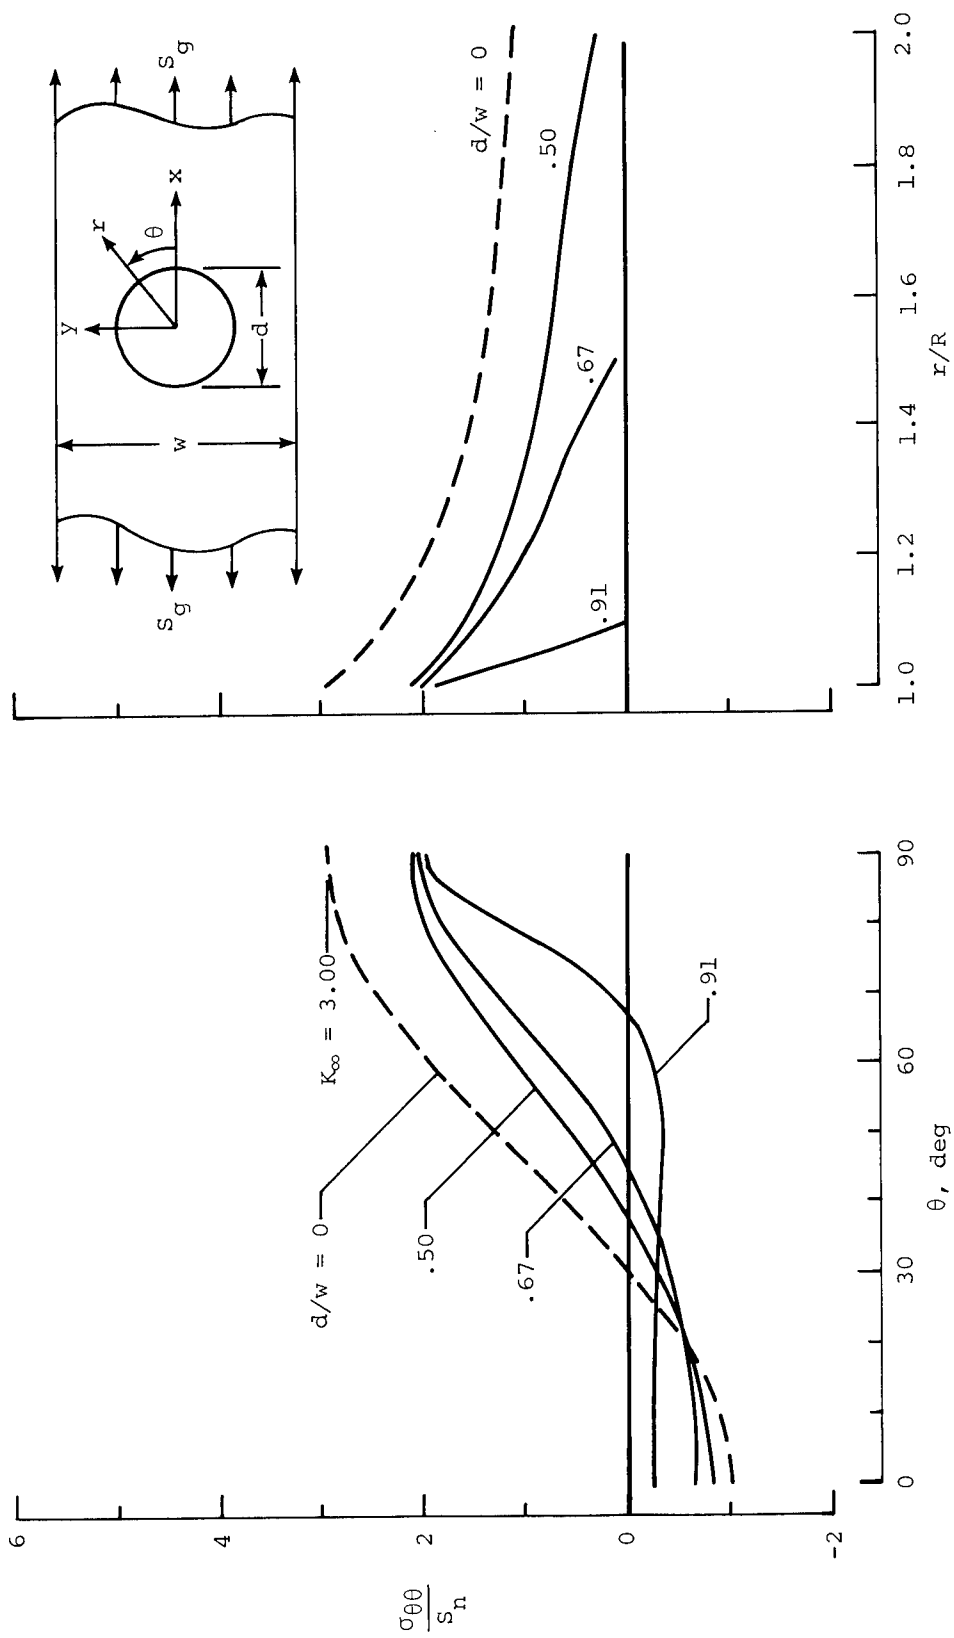 6
4
2
0
-2
σθθ
Sn
K∞ = 3.00
d/w = 0
.50
.67
.91
0
30
60
90
θ, deg
Sg
Sg
y
r
θ
x
w
d
d/w = 0
.50
.67
.91
1.0
1.2
1.4
1.6
1.8
2.0
r/R